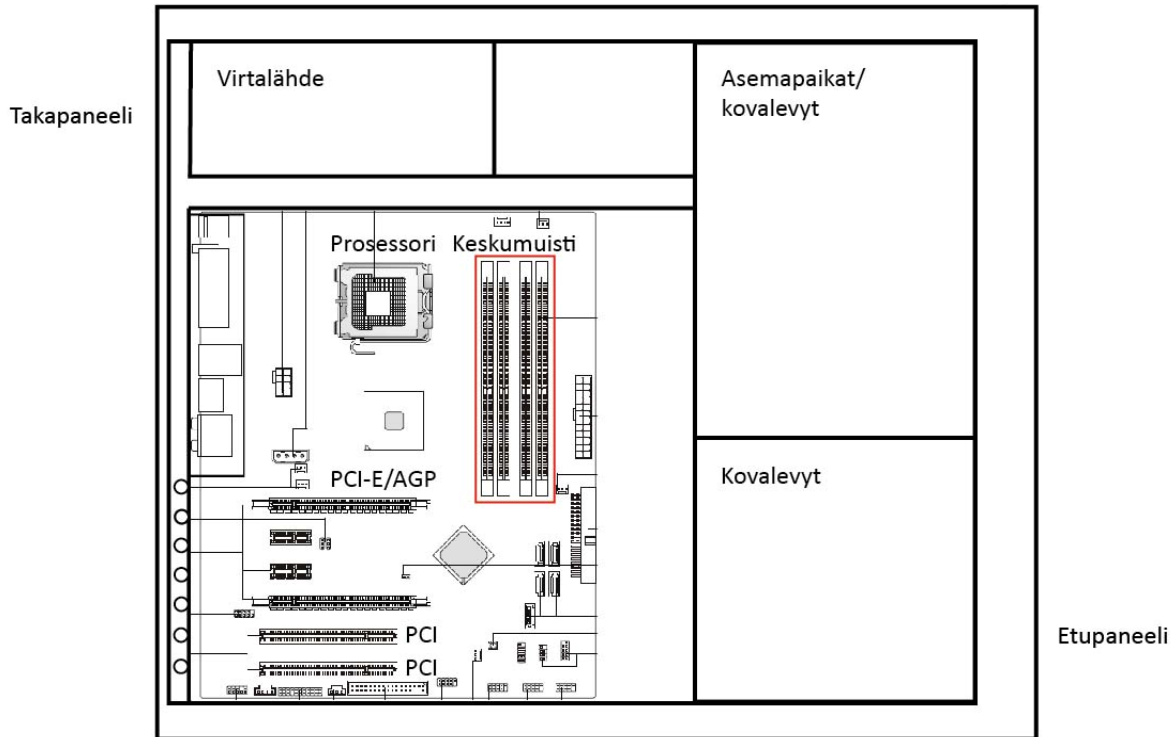 Virtalähde
Asemapaikat/
kovalevyt
Takapaneeli
Prosessori
Keskumuisti
PCI-E/AGP
Kovalevyt
PCI
PCI
Etupaneeli